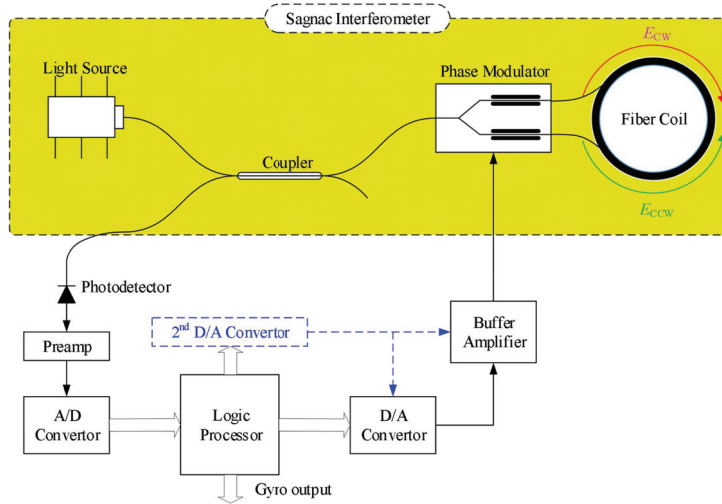 Sagnac Interferometer
Light Source
Phase Modulator
E_CW
Fiber Coil
Coupler
E_CCW
Photodetector
2nd D/A Convertor
Buffer
Amplifier
Preamp
A/D
Convertor
Logic
Processor
D/A
Convertor
Gyro output